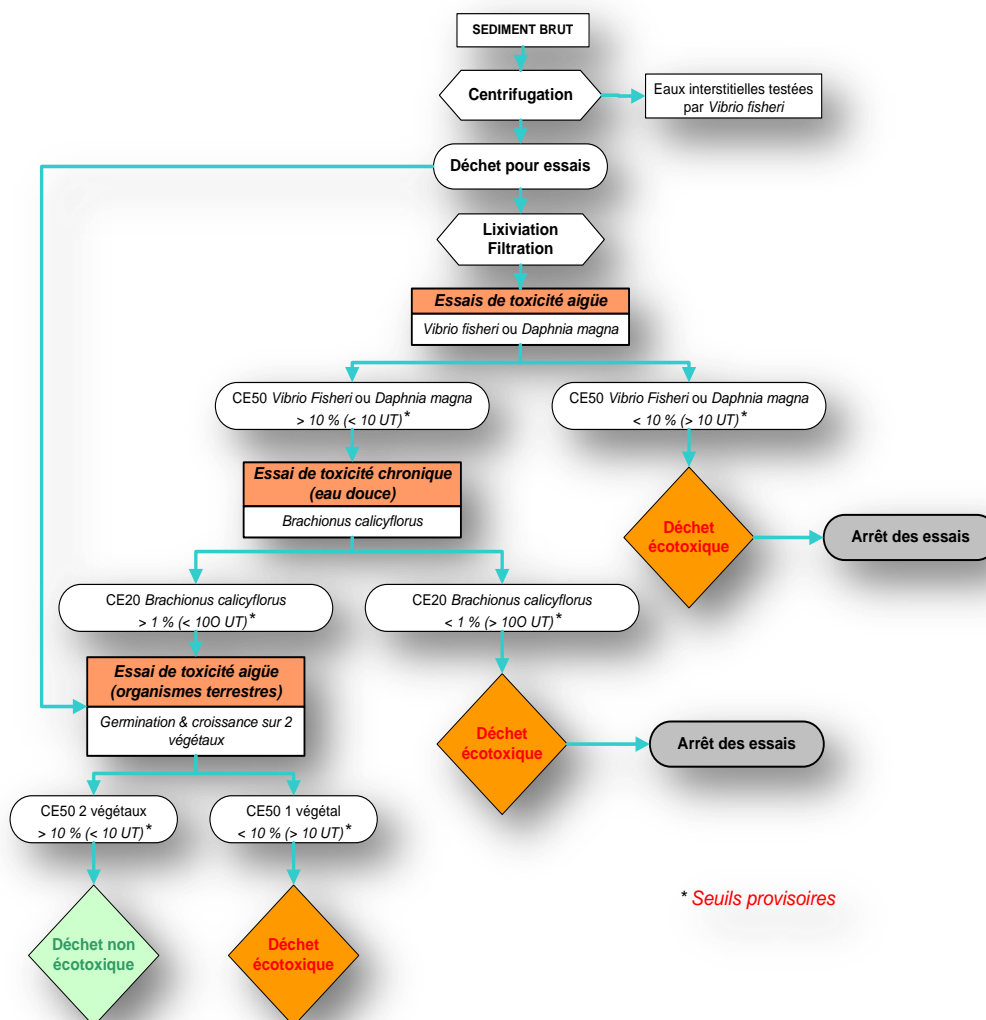 SEDIMENT BRUT
Centrifugation
Eaux interstitielles testées
par Vibrio fisheri
Déchet pour essais
Lixiviation
Filtration
Essais de toxicité aigüe
Vibrio fisheri ou Daphnia magna
CE50 Vibrio Fisheri ou Daphnia magna
> 10 % (< 10 UT)*
CE50 Vibrio Fisheri ou Daphnia magna
< 10 % (> 10 UT)*
Essai de toxicité chronique
(eau douce)
Brachionus calicyflorus
Déchet
écotoxique
Arrêt des essais
CE20 Brachionus calicyflorus
> 1 % (< 10O UT)*
CE20 Brachionus calicyflorus
< 1 % (> 10O UT)*
Essai de toxicité aigüe
(organismes terrestres)
Germination & croissance sur 2
végétaux
Déchet
écotoxique
Arrêt des essais
CE50 2 végétaux
> 10 % (< 10 UT)*
CE50 1 végétal
< 10 % (> 10 UT)*
* Seuils provisoires
Déchet non
écotoxique
Déchet
écotoxique